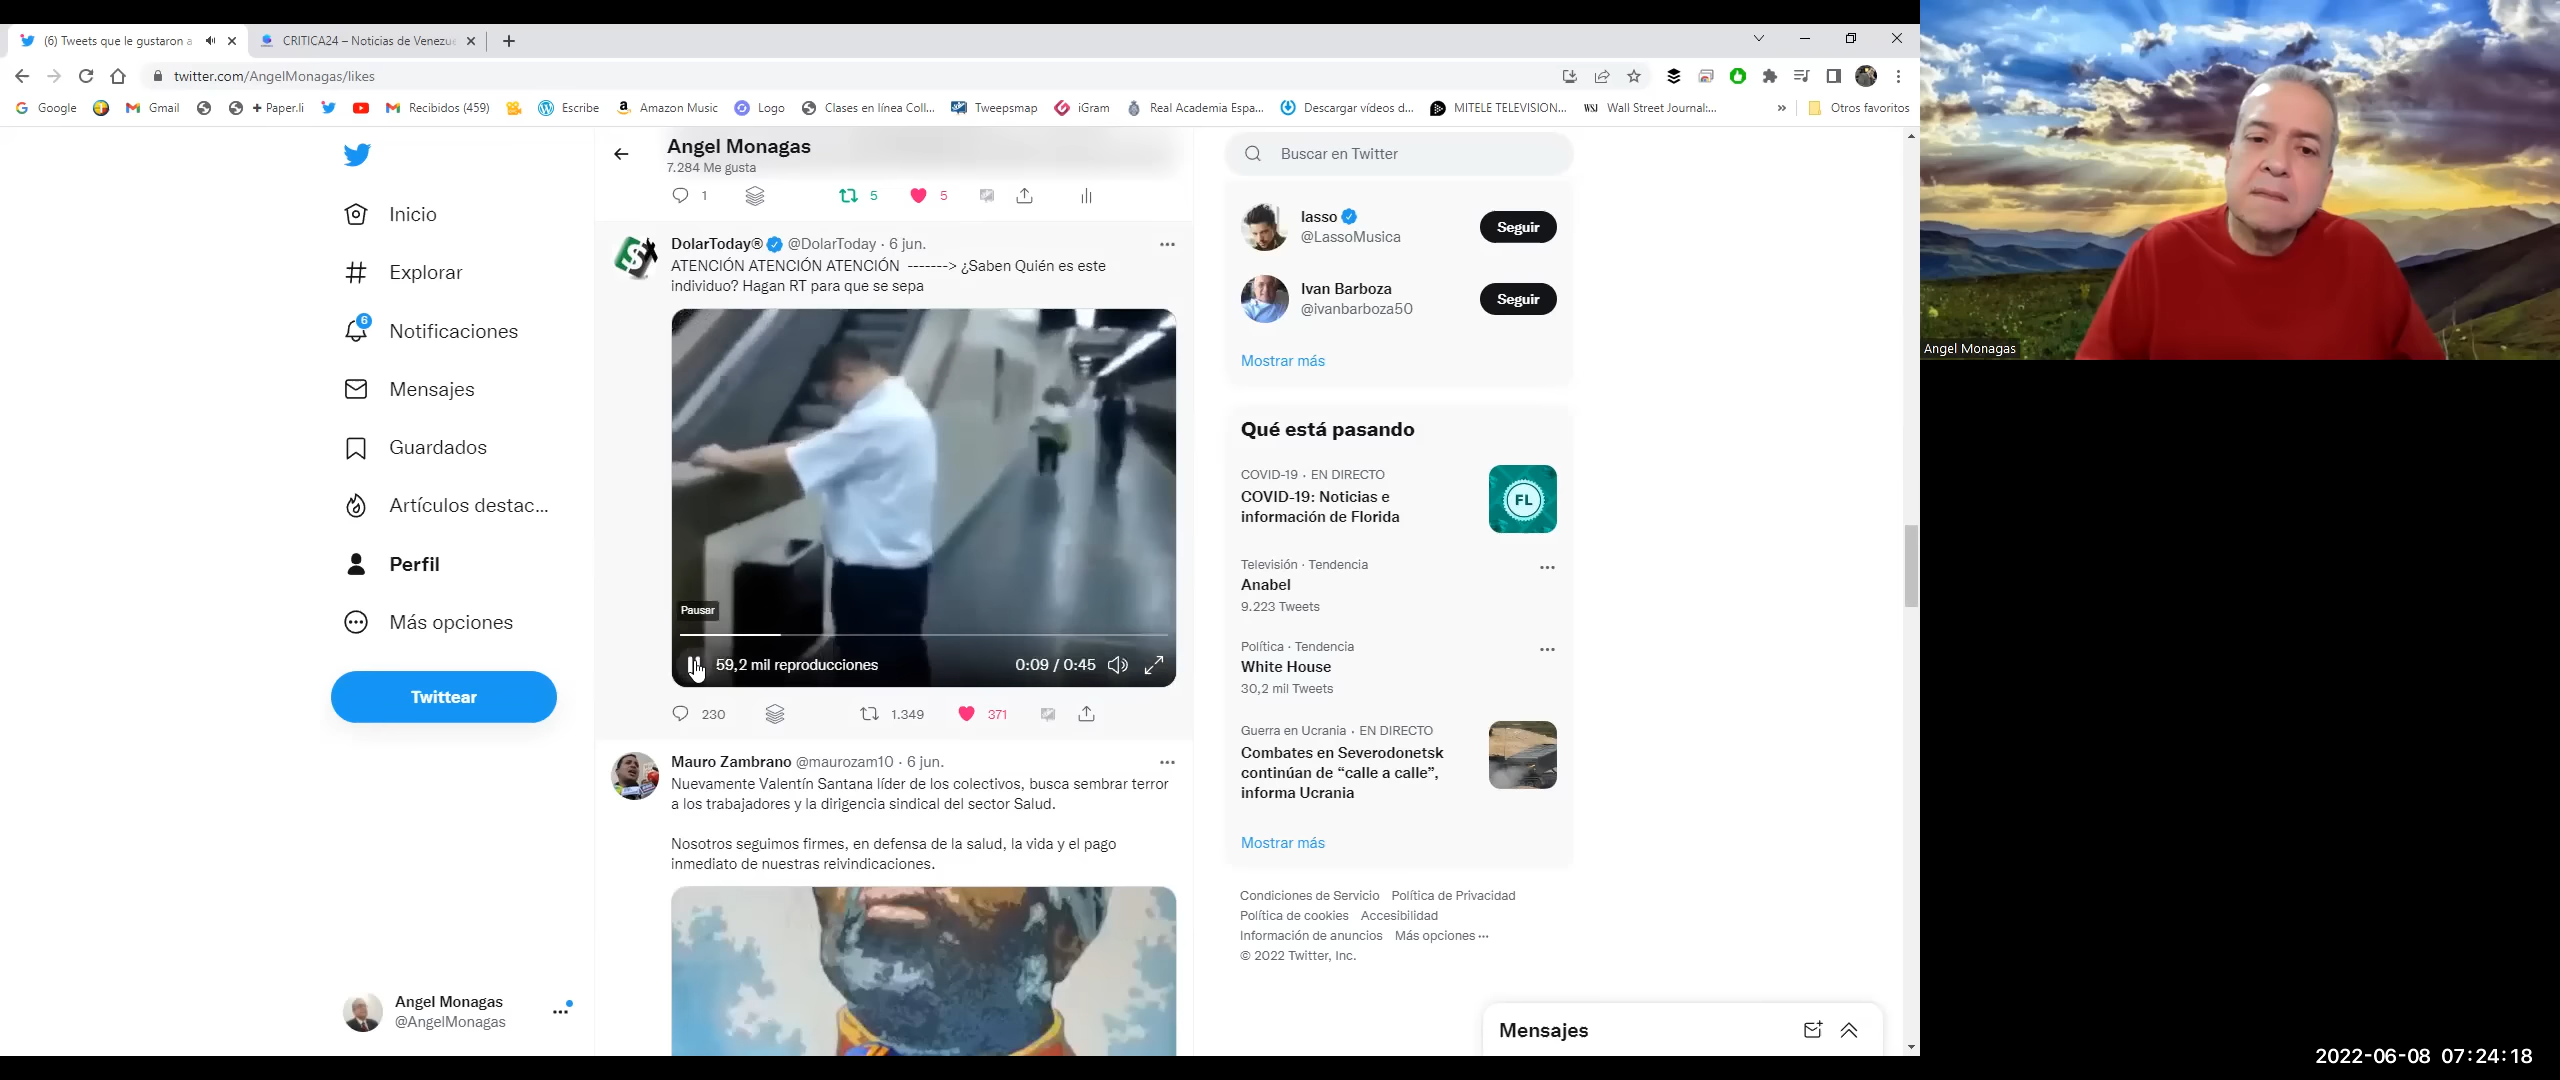 (6) Tweets que le gustaron a
CRITICA24 – Noticias de Venezue
twitter.com/AngelMonagas/likes
Google
Gmail
+ Paper.li
Recibidos (459)
Escribe
Amazon Music
Logo
Clases en línea Coll...
Tweepsmap
iGram
Real Academia Espa...
Descargar vídeos d...
MITELE TELEVISION...
WSJ
Wall Street Journal:...
»
Otros favoritos
Inicio
Explorar
6
Notificaciones
Mensajes
Guardados
Artículos destac...
Perfil
Más opciones
Twittear
Angel Monagas
@AngelMonagas
Angel Monagas
7.284 Me gusta
1
5
5
DolarToday® @DolarToday · 6 jun.
ATENCIÓN ATENCIÓN ATENCIÓN -------> ¿Saben Quién es este
individuo? Hagan RT para que se sepa
Pausar
59,2 mil reproducciones
0:09 / 0:45
230
1.349
371
Mauro Zambrano @maurozam10 · 6 jun.
Nuevamente Valentín Santana líder de los colectivos, busca sembrar terror
a los trabajadores y la dirigencia sindical del sector Salud.
Nosotros seguimos firmes, en defensa de la salud, la vida y el pago
inmediato de nuestras reivindicaciones.
Buscar en Twitter
lasso
@LassoMusica
Seguir
Ivan Barboza
@ivanbarboza50
Seguir
Mostrar más
Qué está pasando
COVID-19 · EN DIRECTO
COVID-19: Noticias e
información de Florida
FL
Televisión · Tendencia
Anabel
9.223 Tweets
Política · Tendencia
White House
30,2 mil Tweets
Guerra en Ucrania · EN DIRECTO
Combates en Severodonetsk
continúan de “calle a calle”,
informa Ucrania
Mostrar más
Condiciones de Servicio Política de Privacidad
Política de cookies Accesibilidad
Información de anuncios Más opciones ···
© 2022 Twitter, Inc.
Mensajes
Angel Monagas
2022-06-08 07:24:18